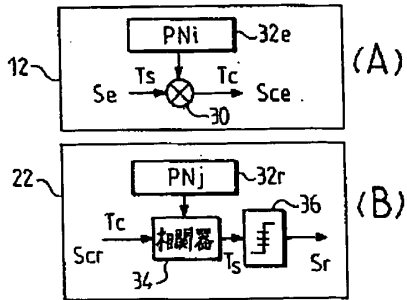 PNi
32e
(A)
12
Ts
Tc
Se
Sce
30
PNj
32r
22
36
(B)
Tc
相関器
Scr
34
Ts
Sr